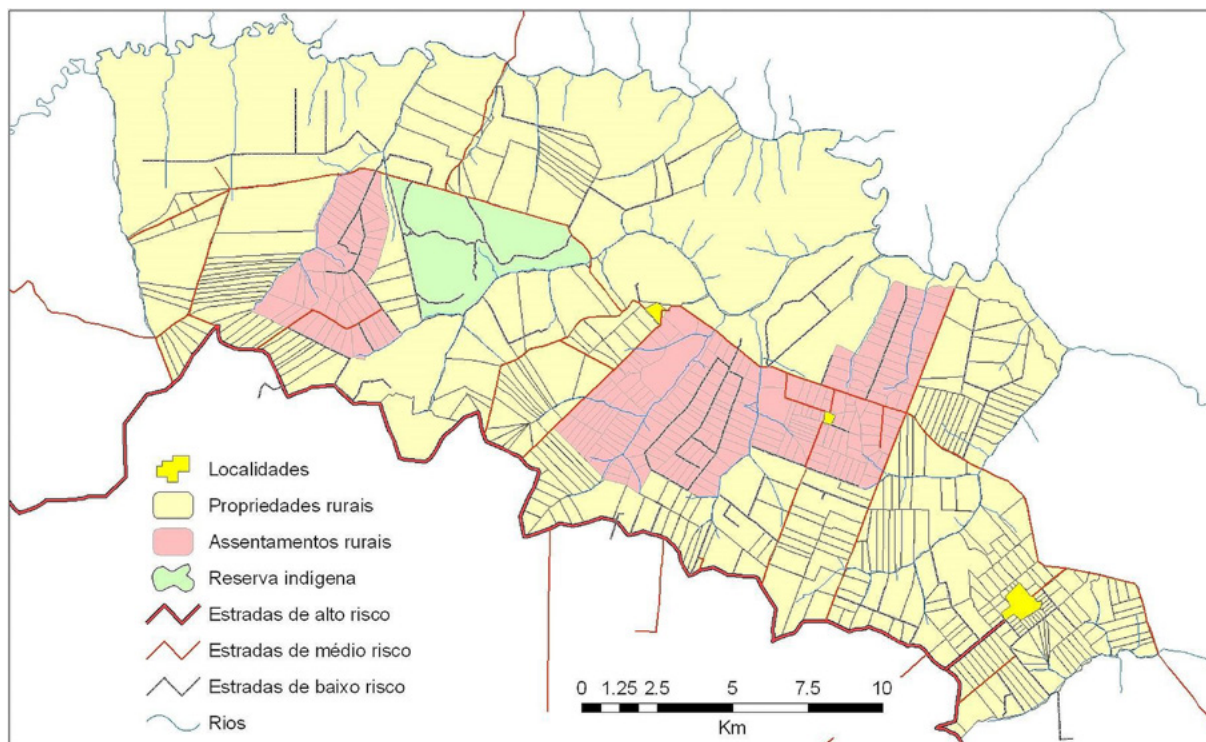 Localidades
Propriedades rurais
Assentamentos rurais
Reserva indígena
Estradas de alto risco
Estradas de médio risco
Estradas de baixo risco
Rios
0 1.25 2.5 5 7.5 10
Km